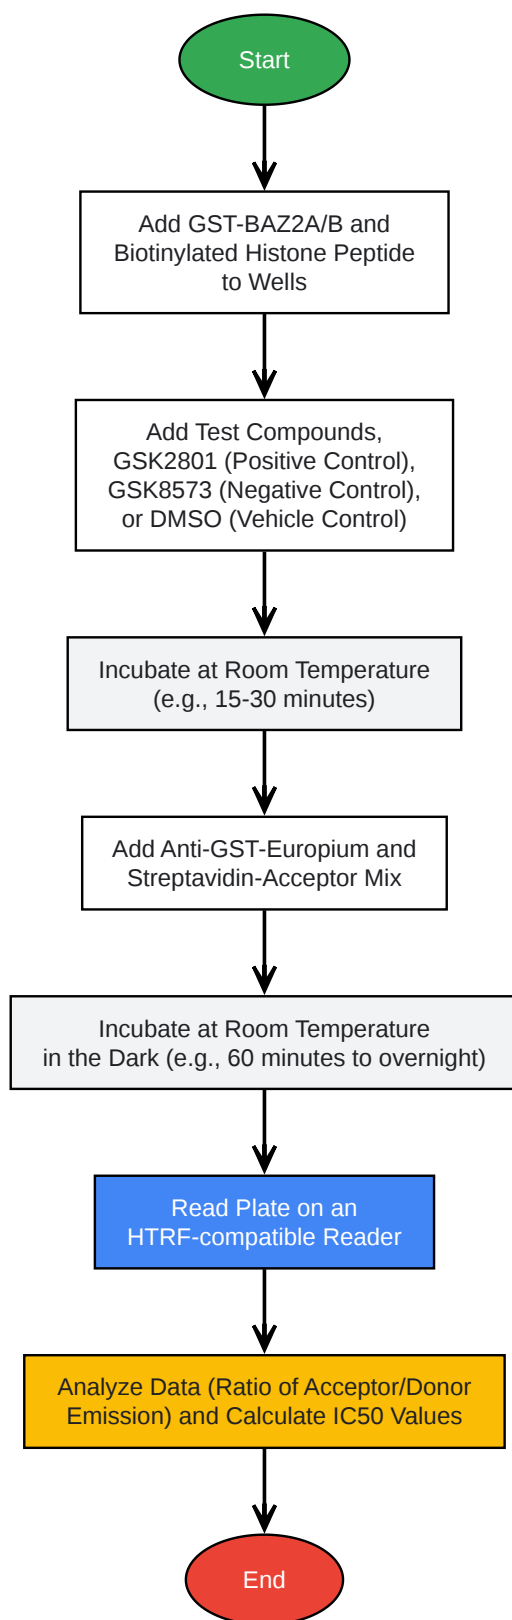 Start
Add GST-BAZ2A/B and
Biotinylated Histone Peptide
to Wells
Add Test Compounds,
GSK2801 (Positive Control),
GSK8573 (Negative Control),
or DMSO (Vehicle Control)
Incubate at Room Temperature
(e.g., 15-30 minutes)
Add Anti-GST-Europium and
Streptavidin-Acceptor Mix
Incubate at Room Temperature
in the Dark (e.g., 60 minutes to overnight)
Read Plate on an
HTRF-compatible Reader
Analyze Data (Ratio of Acceptor/Donor
Emission) and Calculate IC50 Values
End